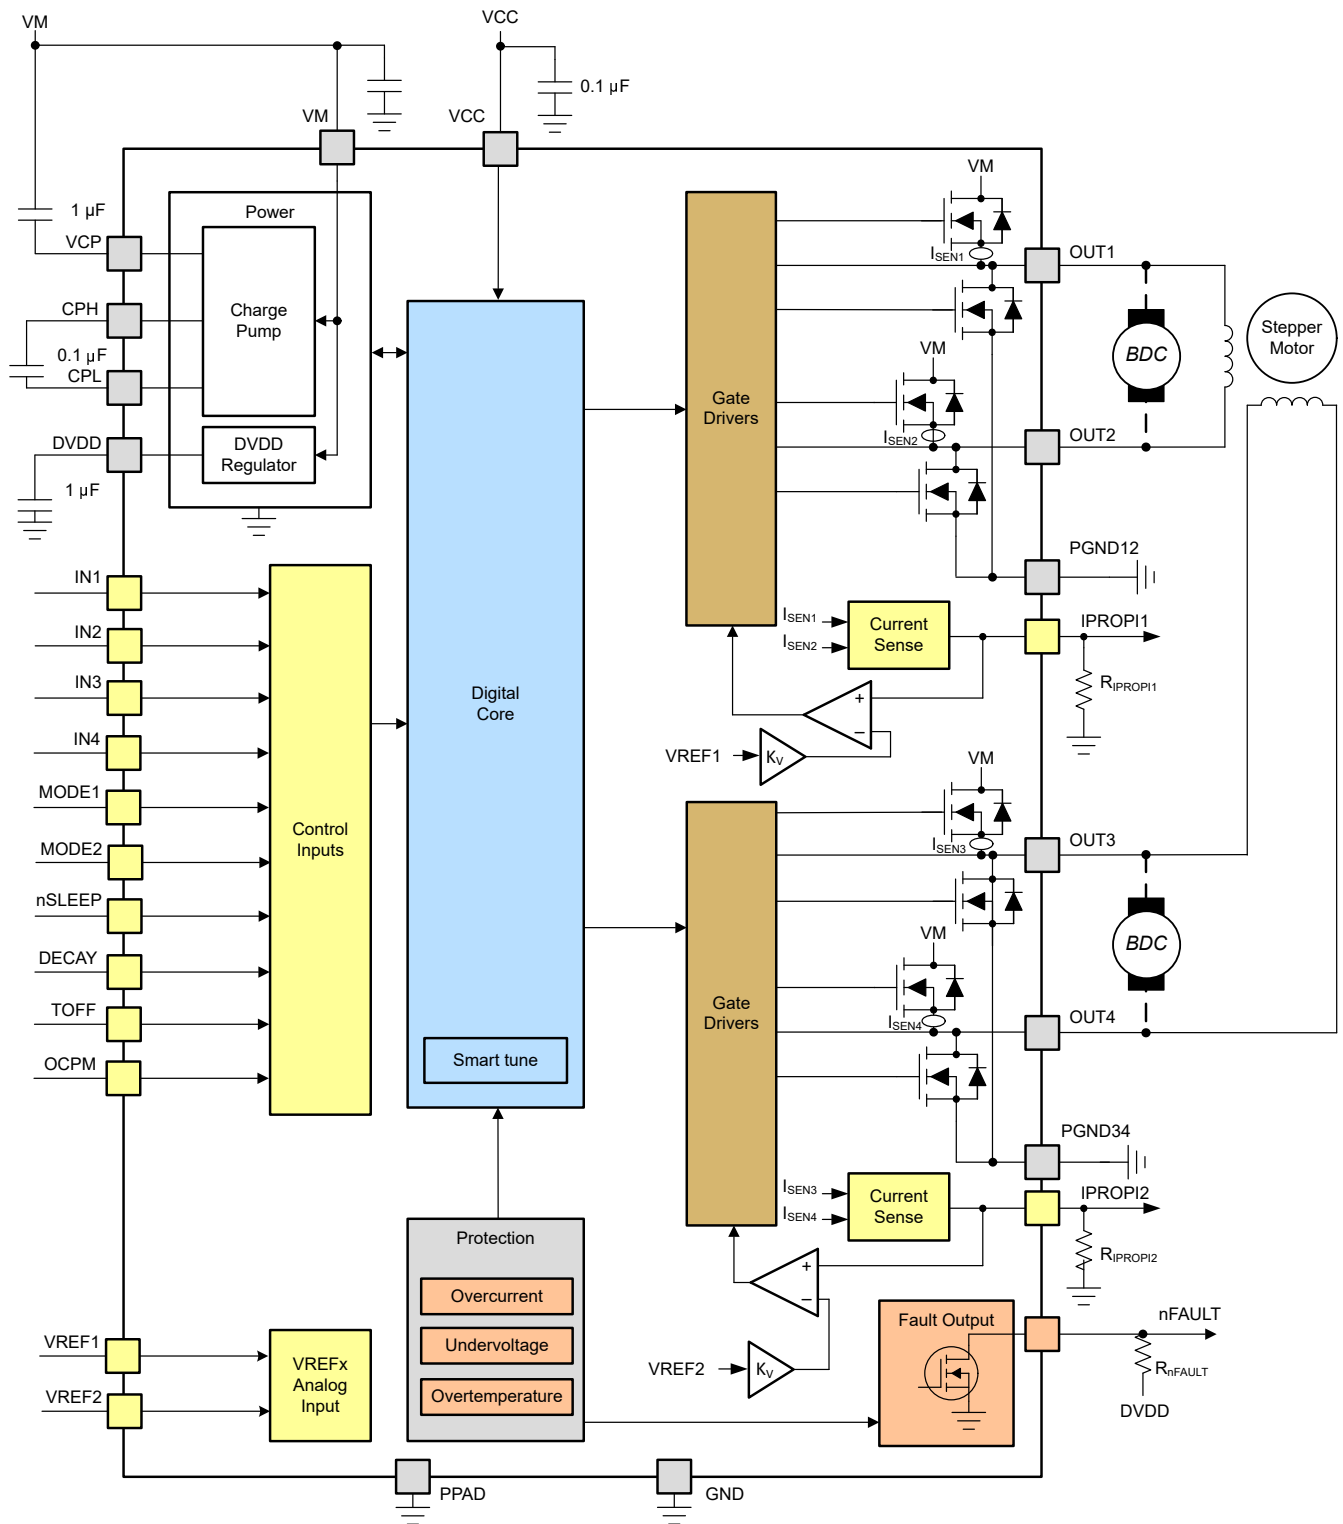 VM
VCC
0.1 µF
VM
VCC
1 µF
Power
VCP
CPH
Charge
Pump
0.1 µF
CPL
DVDD
DVDD
Regulator
1 µF
IN1
IN2
IN3
IN4
MODE1
MODE2
nSLEEP
DECAY
TOFF
OCPM
Control
Inputs
Digital
Core
Smart tune
Protection
Overcurrent
Undervoltage
Overtemperature
VREF1
VREF2
VREFx
Analog
Input
PPAD
GND
Gate
Drivers
VM
ISEN1
VM
ISEN2
OUT1
BDC
Stepper
Motor
OUT2
PGND12
ISEN1
ISEN2
Current
Sense
IPROPI1
RIPROPI1
+
−
VREF1
KV
Gate
Drivers
VM
ISEN3
VM
ISEN4
OUT3
BDC
OUT4
PGND34
ISEN3
ISEN4
Current
Sense
IPROPI2
RIPROPI2
+
−
VREF2
KV
Fault Output
nFAULT
RnFAULT
DVDD